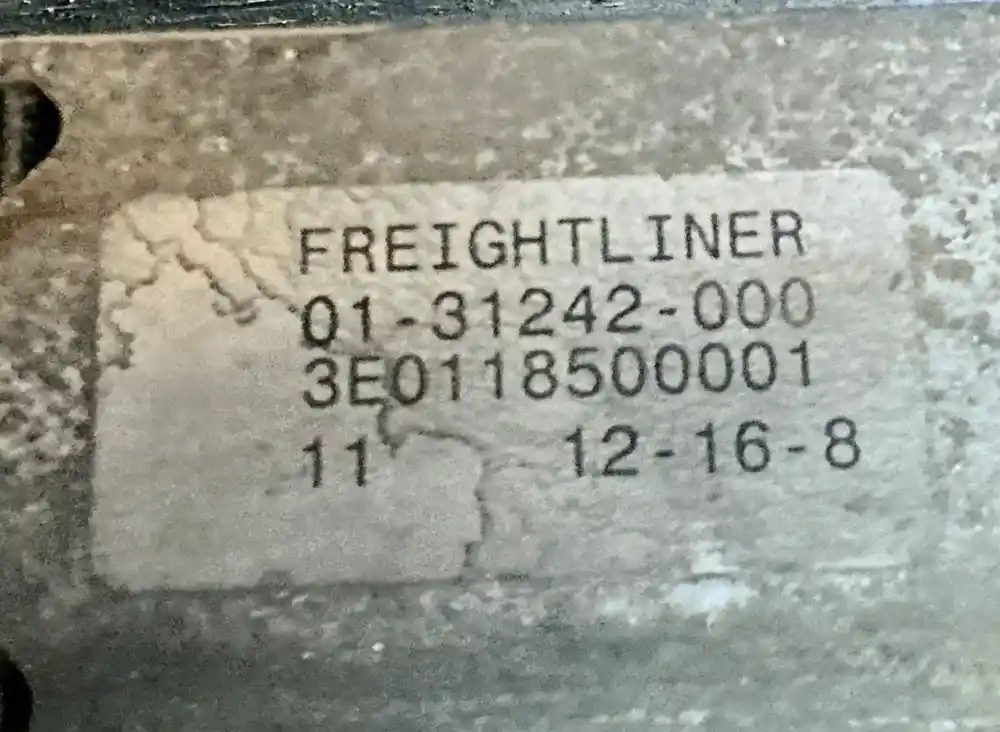 FREIGHTLINER
01-31242-000
3E0118500001
11 12-16-8